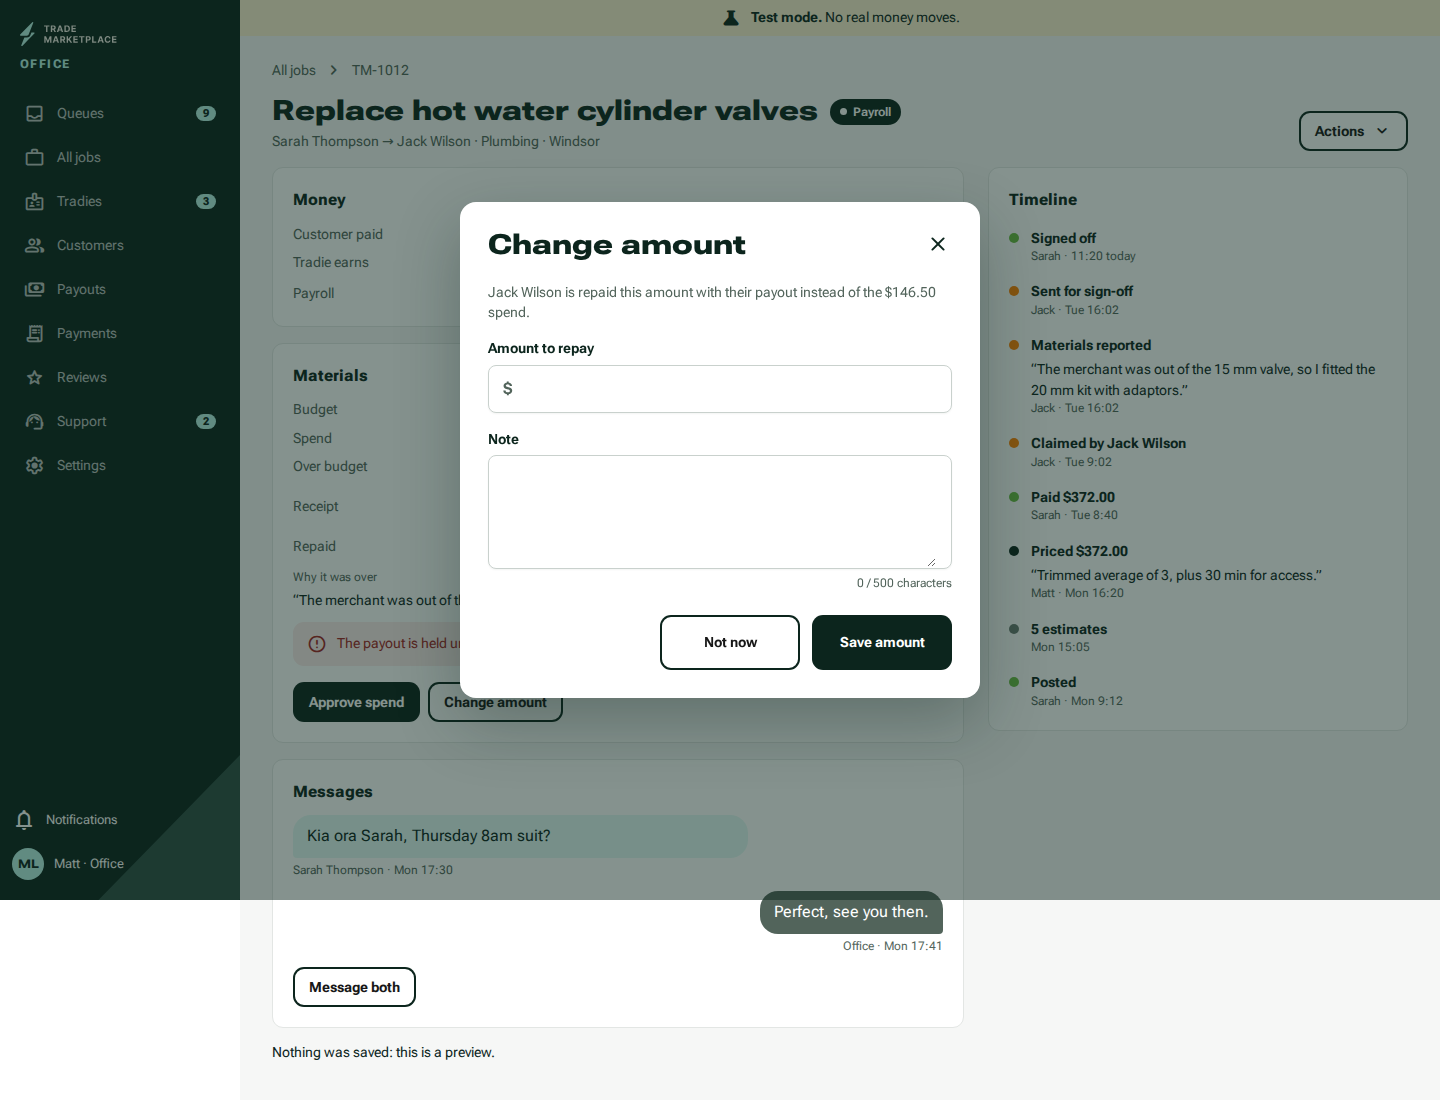 TRADE
MARKETPLACE
OFFICE
Queues 9
All jobs
Tradies 3
Customers
Payouts
Payments
Reviews
Support 2
Settings
Notifications
ML Matt · Office
Test mode. No real money moves.
All jobs > TM-1012
Replace hot water cylinder valves
Payroll
Sarah Thompson → Jack Wilson · Plumbing · Windsor
Actions
Money
Customer paid
Tradie earns
Payroll
Materials
Budget
Spend
Over budget
Receipt
Repaid
Why it was over
“The merchant was out of
The payout is held
Approve spend
Change amount
Change amount
Jack Wilson is repaid this amount with their payout instead of the $146.50
spend.
Amount to repay
$
Note
0 / 500 characters
Not now
Save amount
Timeline
Signed off
Sarah · 11:20 today
Sent for sign-off
Jack · Tue 16:02
Materials reported
“The merchant was out of the 15 mm valve, so I fitted the
20 mm kit with adaptors.”
Jack · Tue 16:02
Claimed by Jack Wilson
Jack · Tue 9:02
Paid $372.00
Sarah · Tue 8:40
Priced $372.00
“Trimmed average of 3, plus 30 min for access.”
Matt · Mon 16:20
5 estimates
Mon 15:05
Posted
Sarah · Mon 9:12
Messages
Kia ora Sarah, Thursday 8am suit?
Sarah Thompson · Mon 17:30
Perfect, see you then.
Office · Mon 17:41
Message both
Nothing was saved: this is a preview.